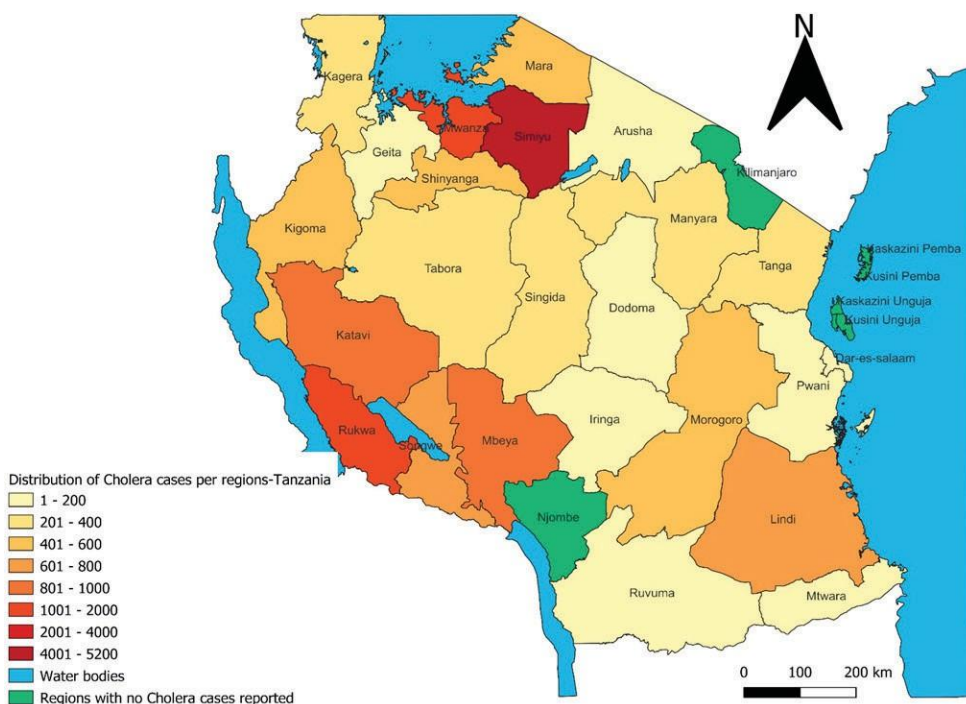 N
Mara
Kagera
Mwanza
Simiyu
Arusha
Geita
Kilimanjaro
Shinyanga
Manyara
Kigoma
Kaskazini Pemba
Kusini Pemba
Tanga
Tabora
Singida
Kaskazini Unguja
Dodoma
Kusini Unguja
Katavi
Dar-es-salaam
Pwani
Rukwa
Iringa
Morogoro
Songwe
Mbeya
Njombe
Lindi
Ruvuma
Mtwara
Distribution of Cholera cases per regions-Tanzania
1 - 200
201 - 400
401 - 600
601 - 800
801 - 1000
1001 - 2000
2001 - 4000
4001 - 5200
Water bodies
Regions with no Cholera cases reported
0 100 200 km